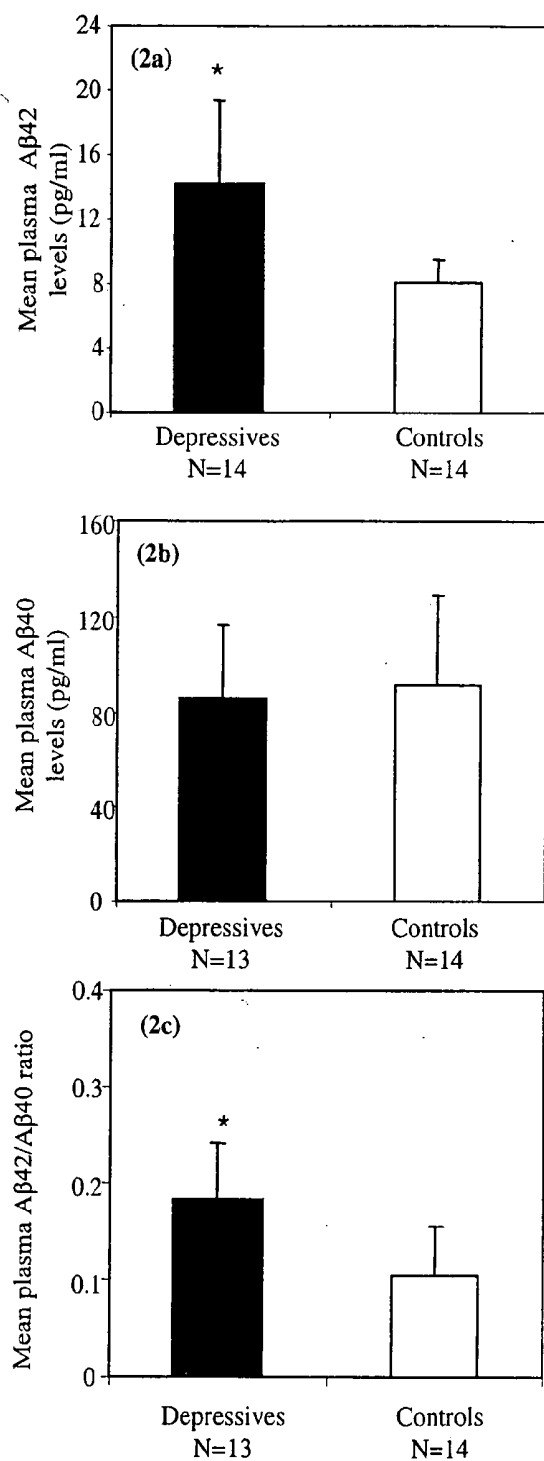 24
20
16
12
8
4
0
Mean plasma Aβ42
levels (pg/ml)
(2a)
*
Depressives
N=14
Controls
N=14
160
120
80
40
0
Mean plasma Aβ40
levels (pg/ml)
(2b)
Depressives
N=13
Controls
N=14
0.4
0.3
0.2
0.1
0
Mean plasma Aβ42/Aβ40 ratio
(2c)
*
Depressives
N=13
Controls
N=14